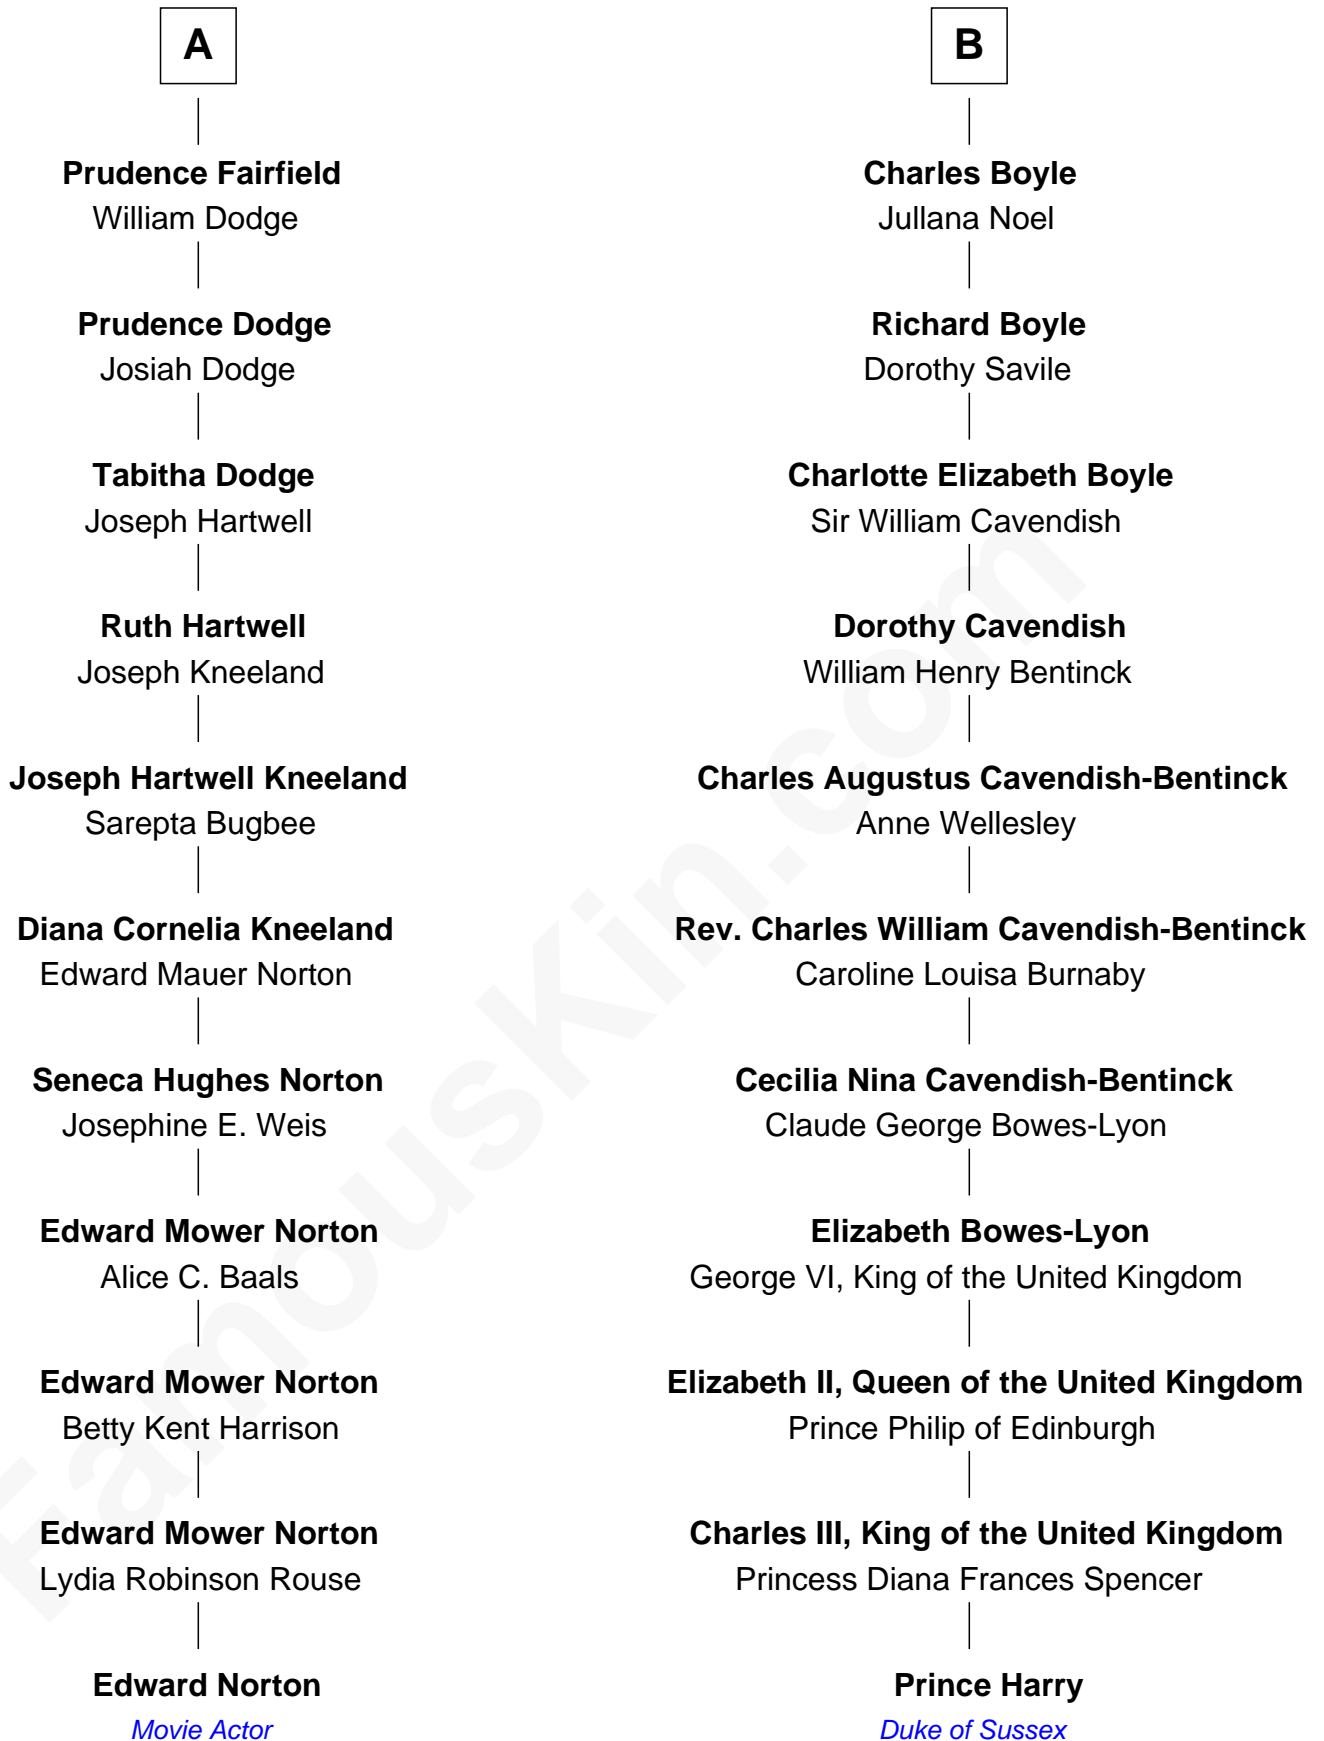 A
Prudence Fairfield
William Dodge
Prudence Dodge
Josiah Dodge
Tabitha Dodge
Joseph Hartwell
Ruth Hartwell
Joseph Kneeland
Joseph Hartwell Kneeland
Sarepta Bugbee
Diana Cornelia Kneeland
Edward Mauer Norton
Seneca Hughes Norton
Josephine E. Weis
Edward Mower Norton
Alice C. Baals
Edward Mower Norton
Betty Kent Harrison
Edward Mower Norton
Lydia Robinson Rouse
Edward Norton
Movie Actor
B
Charles Boyle
Jullana Noel
Richard Boyle
Dorothy Savile
Charlotte Elizabeth Boyle
Sir William Cavendish
Dorothy Cavendish
William Henry Bentinck
Charles Augustus Cavendish-Bentinck
Anne Wellesley
Rev. Charles William Cavendish-Bentinck
Caroline Louisa Burnaby
Cecilia Nina Cavendish-Bentinck
Claude George Bowes-Lyon
Elizabeth Bowes-Lyon
George VI, King of the United Kingdom
Elizabeth II, Queen of the United Kingdom
Prince Philip of Edinburgh
Charles III, King of the United Kingdom
Princess Diana Frances Spencer
Prince Harry
Duke of Sussex
FamousKin.com